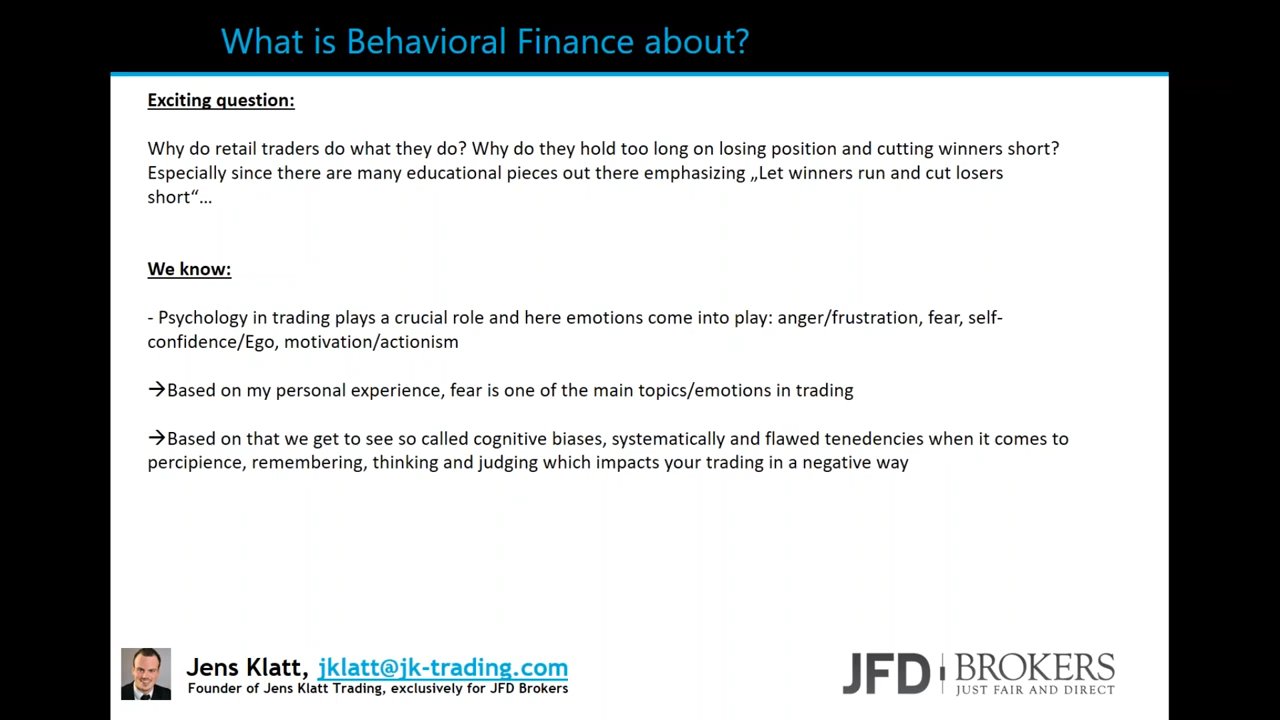 What is Behavioral Finance about?
Exciting question:
Why do retail traders do what they do? Why do they hold too long on losing position and cutting winners short?
Especially since there are many educational pieces out there emphasizing „Let winners run and cut losers
short“...
We know:
- Psychology in trading plays a crucial role and here emotions come into play: anger/frustration, fear, self-
confidence/Ego, motivation/actionism
→Based on my personal experience, fear is one of the main topics/emotions in trading
→Based on that we get to see so called cognitive biases, systematically and flawed tenedencies when it comes to
percipience, remembering, thinking and judging which impacts your trading in a negative way
Jens Klatt, jklatt@jk-trading.com
Founder of Jens Klatt Trading, exclusively for JFD Brokers
JFD BROKERS
JUST FAIR AND DIRECT